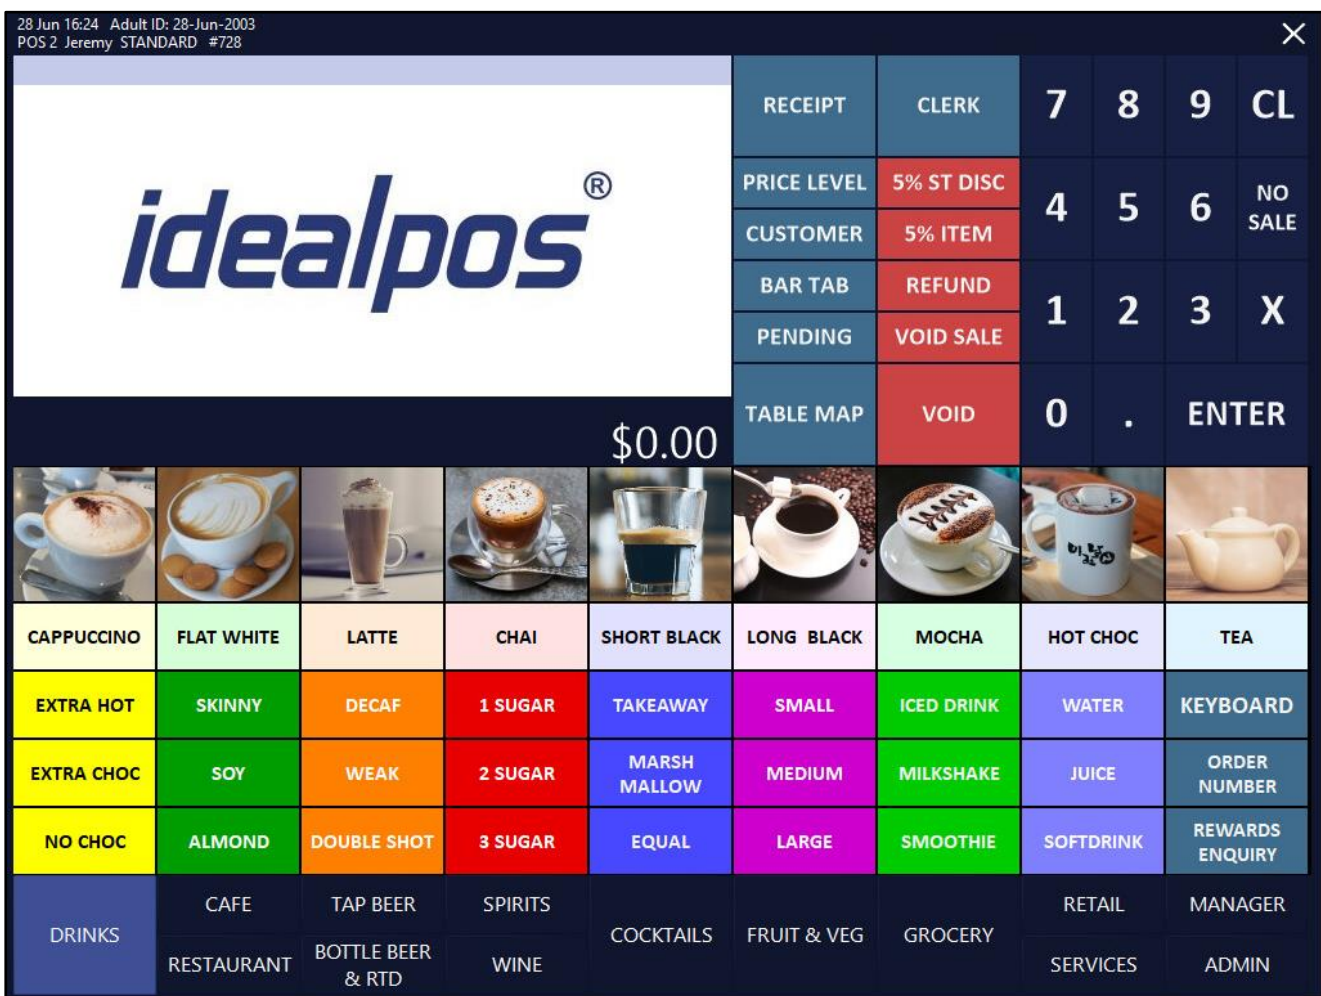 28 Jun 16:24 Adult ID: 28-Jun-2003
POS 2 Jeremy STANDARD #728
idealpos®
$0.00
RECEIPT
CLERK
7
8
9
CL
PRICE LEVEL
5% ST DISC
4
5
6
NO
SALE
CUSTOMER
5% ITEM
BAR TAB
REFUND
1
2
3
X
PENDING
VOID SALE
TABLE MAP
VOID
0
.
ENTER
CAPPUCCINO
FLAT WHITE
LATTE
CHAI
SHORT BLACK
LONG BLACK
MOCHA
HOT CHOC
TEA
EXTRA HOT
SKINNY
DECAF
1 SUGAR
TAKEAWAY
SMALL
ICED DRINK
WATER
KEYBOARD
EXTRA CHOC
SOY
WEAK
2 SUGAR
MARSH
MALLOW
MEDIUM
MILKSHAKE
JUICE
ORDER
NUMBER
NO CHOC
ALMOND
DOUBLE SHOT
3 SUGAR
EQUAL
LARGE
SMOOTHIE
SOFTDRINK
REWARDS
ENQUIRY
DRINKS
CAFE
TAP BEER
SPIRITS
COCKTAILS
FRUIT & VEG
GROCERY
RETAIL
MANAGER
RESTAURANT
BOTTLE BEER
& RTD
WINE
SERVICES
ADMIN